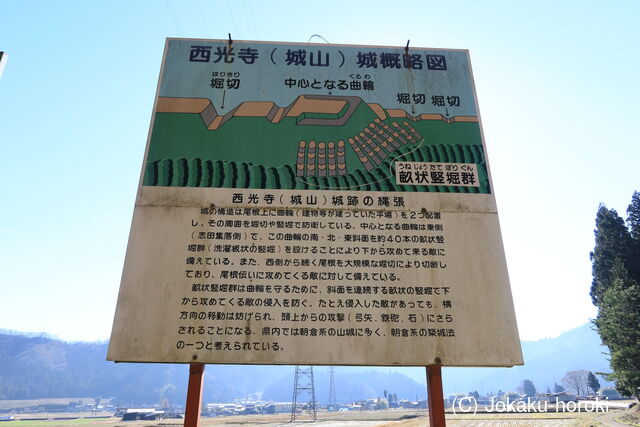 西光寺(城山)城概略図
ほりきり
堀切
くるわ
中心となる曲輪
堀切
堀切
うねじょうたてぼりぐん
畝状竪堀群
西光寺(城山)城跡の縄張
城の構造は尾根上に曲輪(建物等が建っていた平場)を2つ配置
し、その周囲を堀切や竪堀で防衛している。中心となる曲輪は東側
(志田集落側)で、この曲輪の南・北・東斜面を約40本の畝状竪
堀群(洗濯板状の竪堀)を設けることにより下から攻めて来る敵に
備えている。また、西側から続く尾根を大規模な堀切により切断し
ており、尾根伝いに攻めてくる敵に対して備えている。
畝状竪堀群は曲輪を守るために、斜面を連続する畝状の竪堀で下
から攻めてくる敵の侵入を防ぐ、たとえ侵入した敵があっても、横
方向の移動は妨げられ、頭上からの攻撃(弓矢、鉄砲、石)にさら
されることになる。県内では朝倉系の山城に多く、朝倉系の築城法
の一つと考えられている。
(C) Jokaku horoki